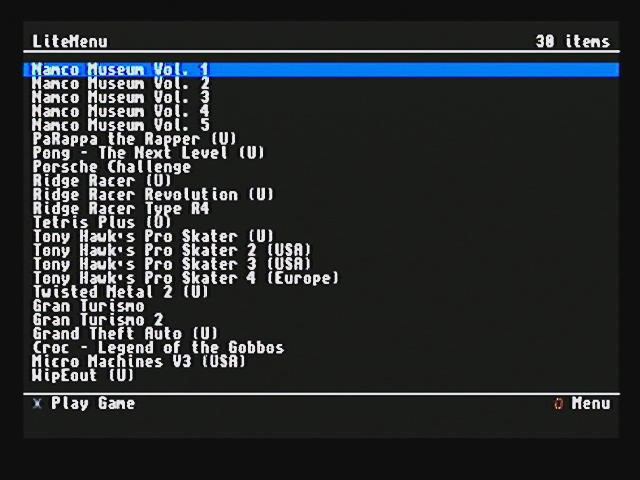 LiteMenu 30 items
Namco Museum Vol. 1
Namco Museum Vol. 2
Namco Museum Vol. 3
Namco Museum Vol. 4
Namco Museum Vol. 5
PaRappa the Rapper (U)
Pong - The Next Level (U)
Porsche Challenge
Ridge Racer (U)
Ridge Racer Revolution (U)
Ridge Racer Type R4
Tetris Plus (U)
Tony Hawk's Pro Skater (U)
Tony Hawk's Pro Skater 2 (USA)
Tony Hawk's Pro Skater 3 (USA)
Tony Hawk's Pro Skater 4 (Europe)
Twisted Metal 2 (U)
Gran Turismo
Gran Turismo 2
Grand Theft Auto (U)
Croc - Legend of the Gobbos
Micro Machines V3 (USA)
WipEout (U)
X Play Game O Menu